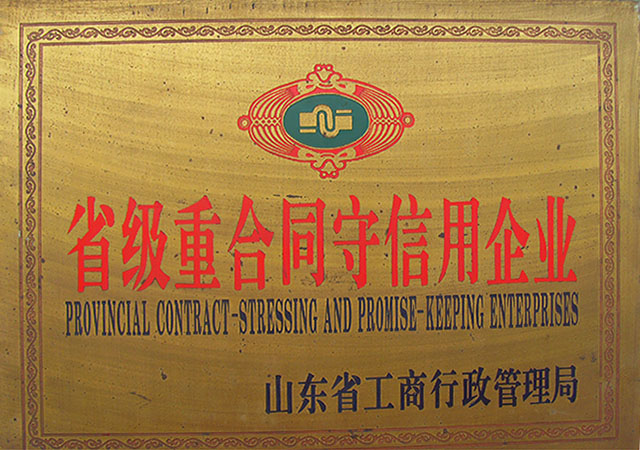 省级重合同守信用企业
PROVINCIAL CONTRACT-STRESSING AND PROMISE-KEEPING ENTERPRISES
山东省工商行政管理局